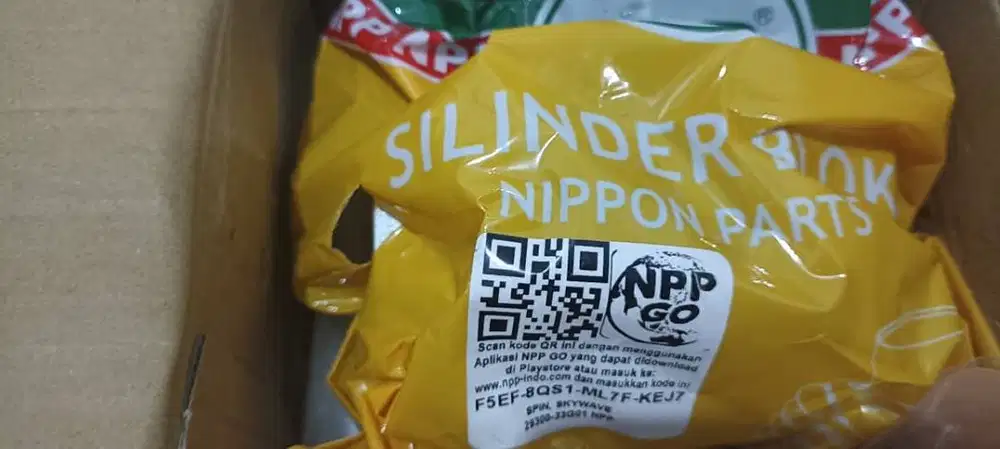 SILINDER BLOK
NIPPON PARTS
NPP
GO
Scan kode QR ini dengan menggunakan
Aplikasi NPP GO yang dapat didownload
di Playstore atau masuk ke:
www.npp-indo.com dan masukkan kode ini
F5EF-8QS1-ML7F-KEJ7
SPIN, SKYWAVE
NPP